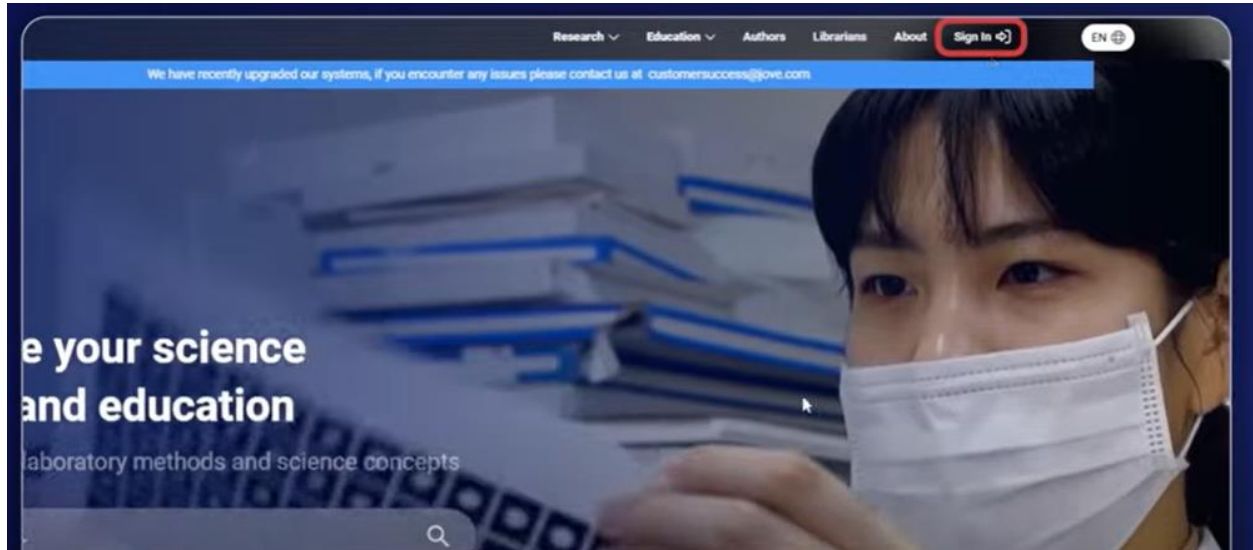 Research Education Authors Librarians About Sign In EN
We have recently upgraded our systems, if you encounter any issues please contact us at customersuccess@jove.com
e your science
and education
laboratory methods and science concepts